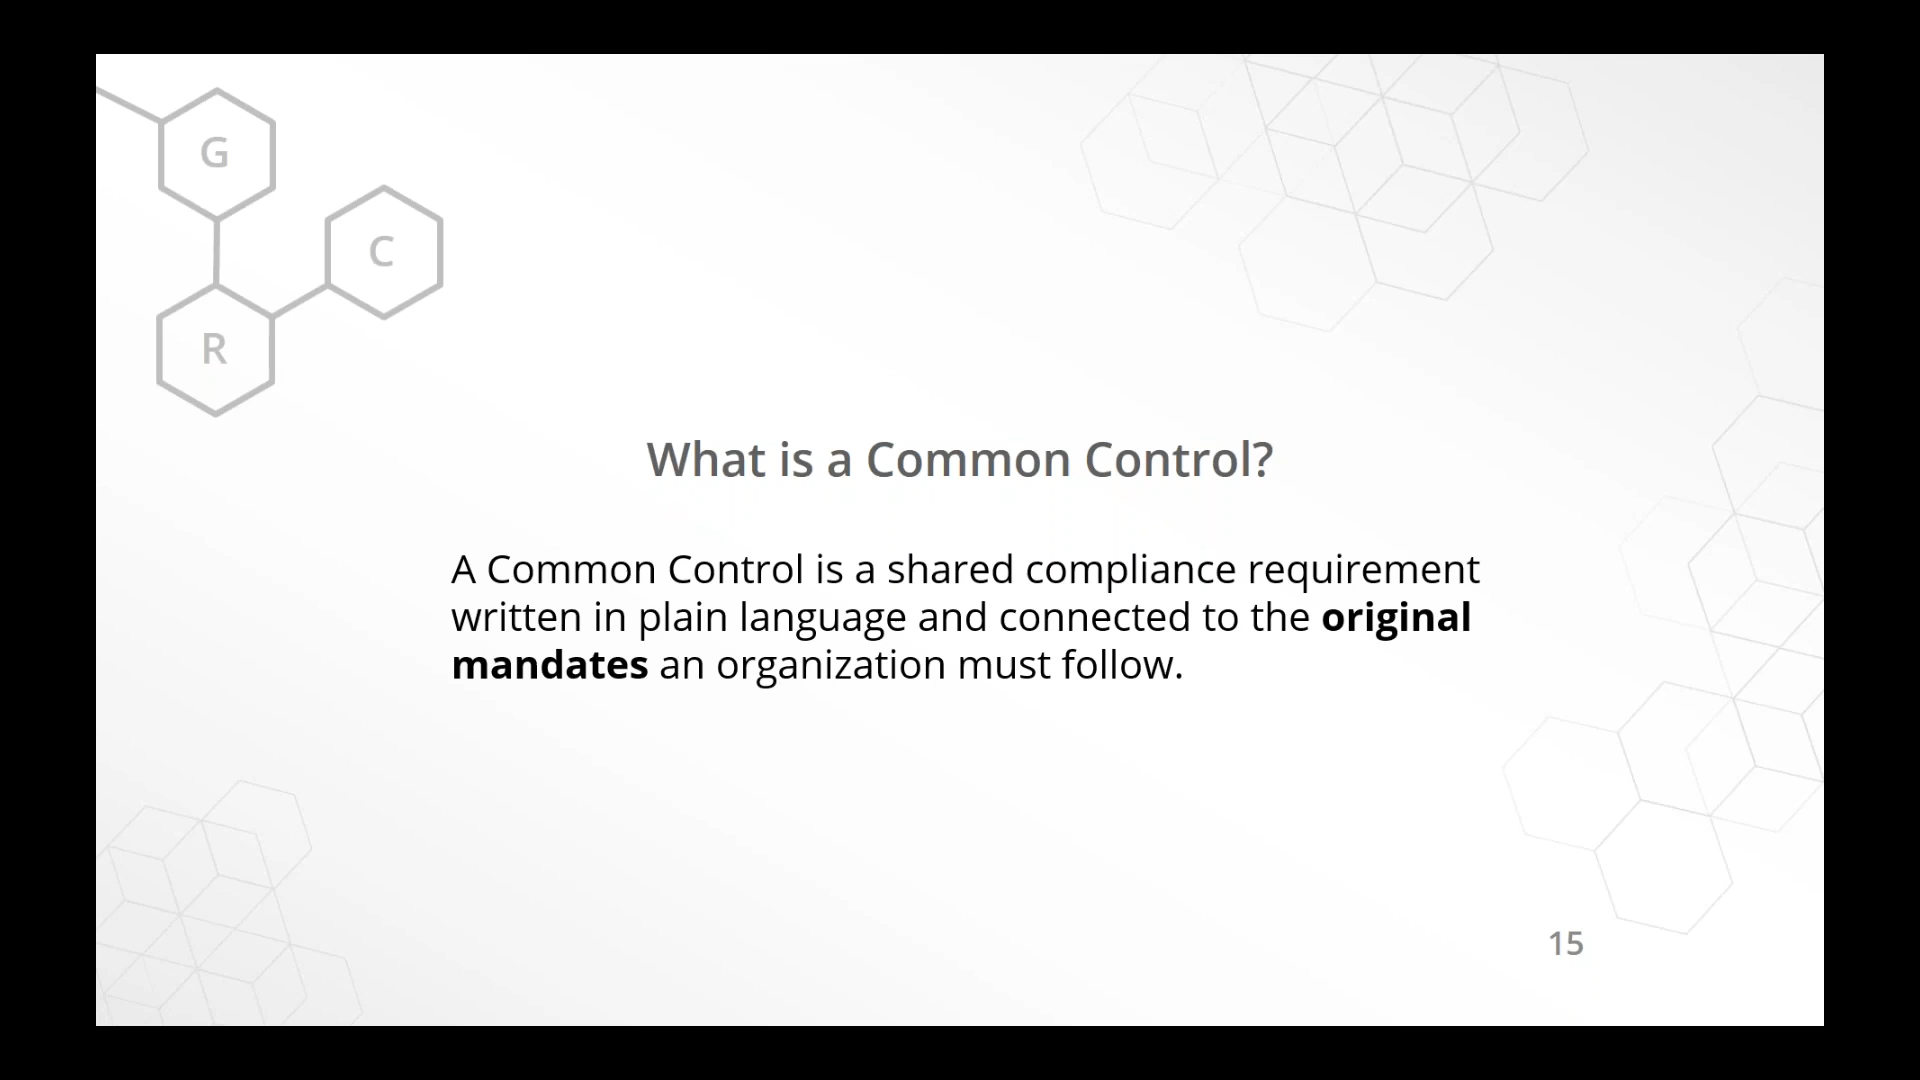 G
C
R
What is a Common Control?
A Common Control is a shared compliance requirement
written in plain language and connected to the original
mandates an organization must follow.
15